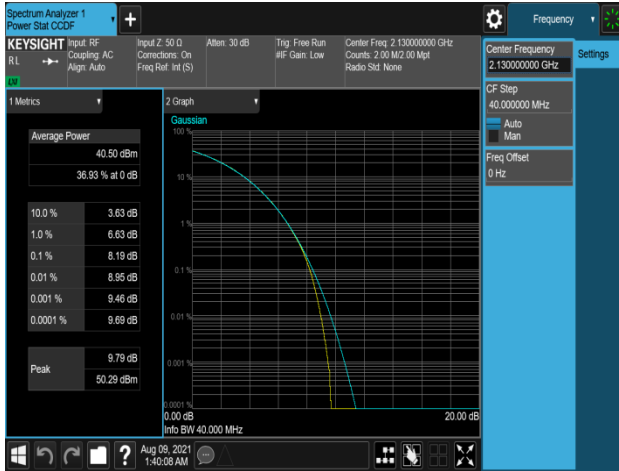 Spectrum Analyzer 1
Power Stat CCDF
Frequency
KEYSIGHT
RL
Input: RF
Coupling: AC
Align: Auto
Input Z: 50 Ω
Corrections: On
Freq Ref: Int (S)
Atten: 30 dB
Trig: Free Run
#IF Gain: Low
Center Freq: 2.130000000 GHz
Counts: 2.00 M/2.00 Mpt
Radio Std: None
Center Frequency
2.130000000 GHz
Settings
CF Step
40.000000 MHz
Auto
Man
Freq Offset
0 Hz
1 Metrics
Average Power
40.50 dBm
36.93 % at 0 dB
10.0 % 3.63 dB
1.0 % 6.63 dB
0.1 % 8.19 dB
0.01 % 8.95 dB
0.001 % 9.46 dB
0.0001 % 9.69 dB
Peak
9.79 dB
50.29 dBm
2 Graph
Gaussian
100 %
10 %
1 %
0.1 %
0.01 %
0.001 %
0.0001 %
0.00 dB
20.00 dB
Info BW 40.000 MHz
?
Aug 09, 2021
1:40:08 AM